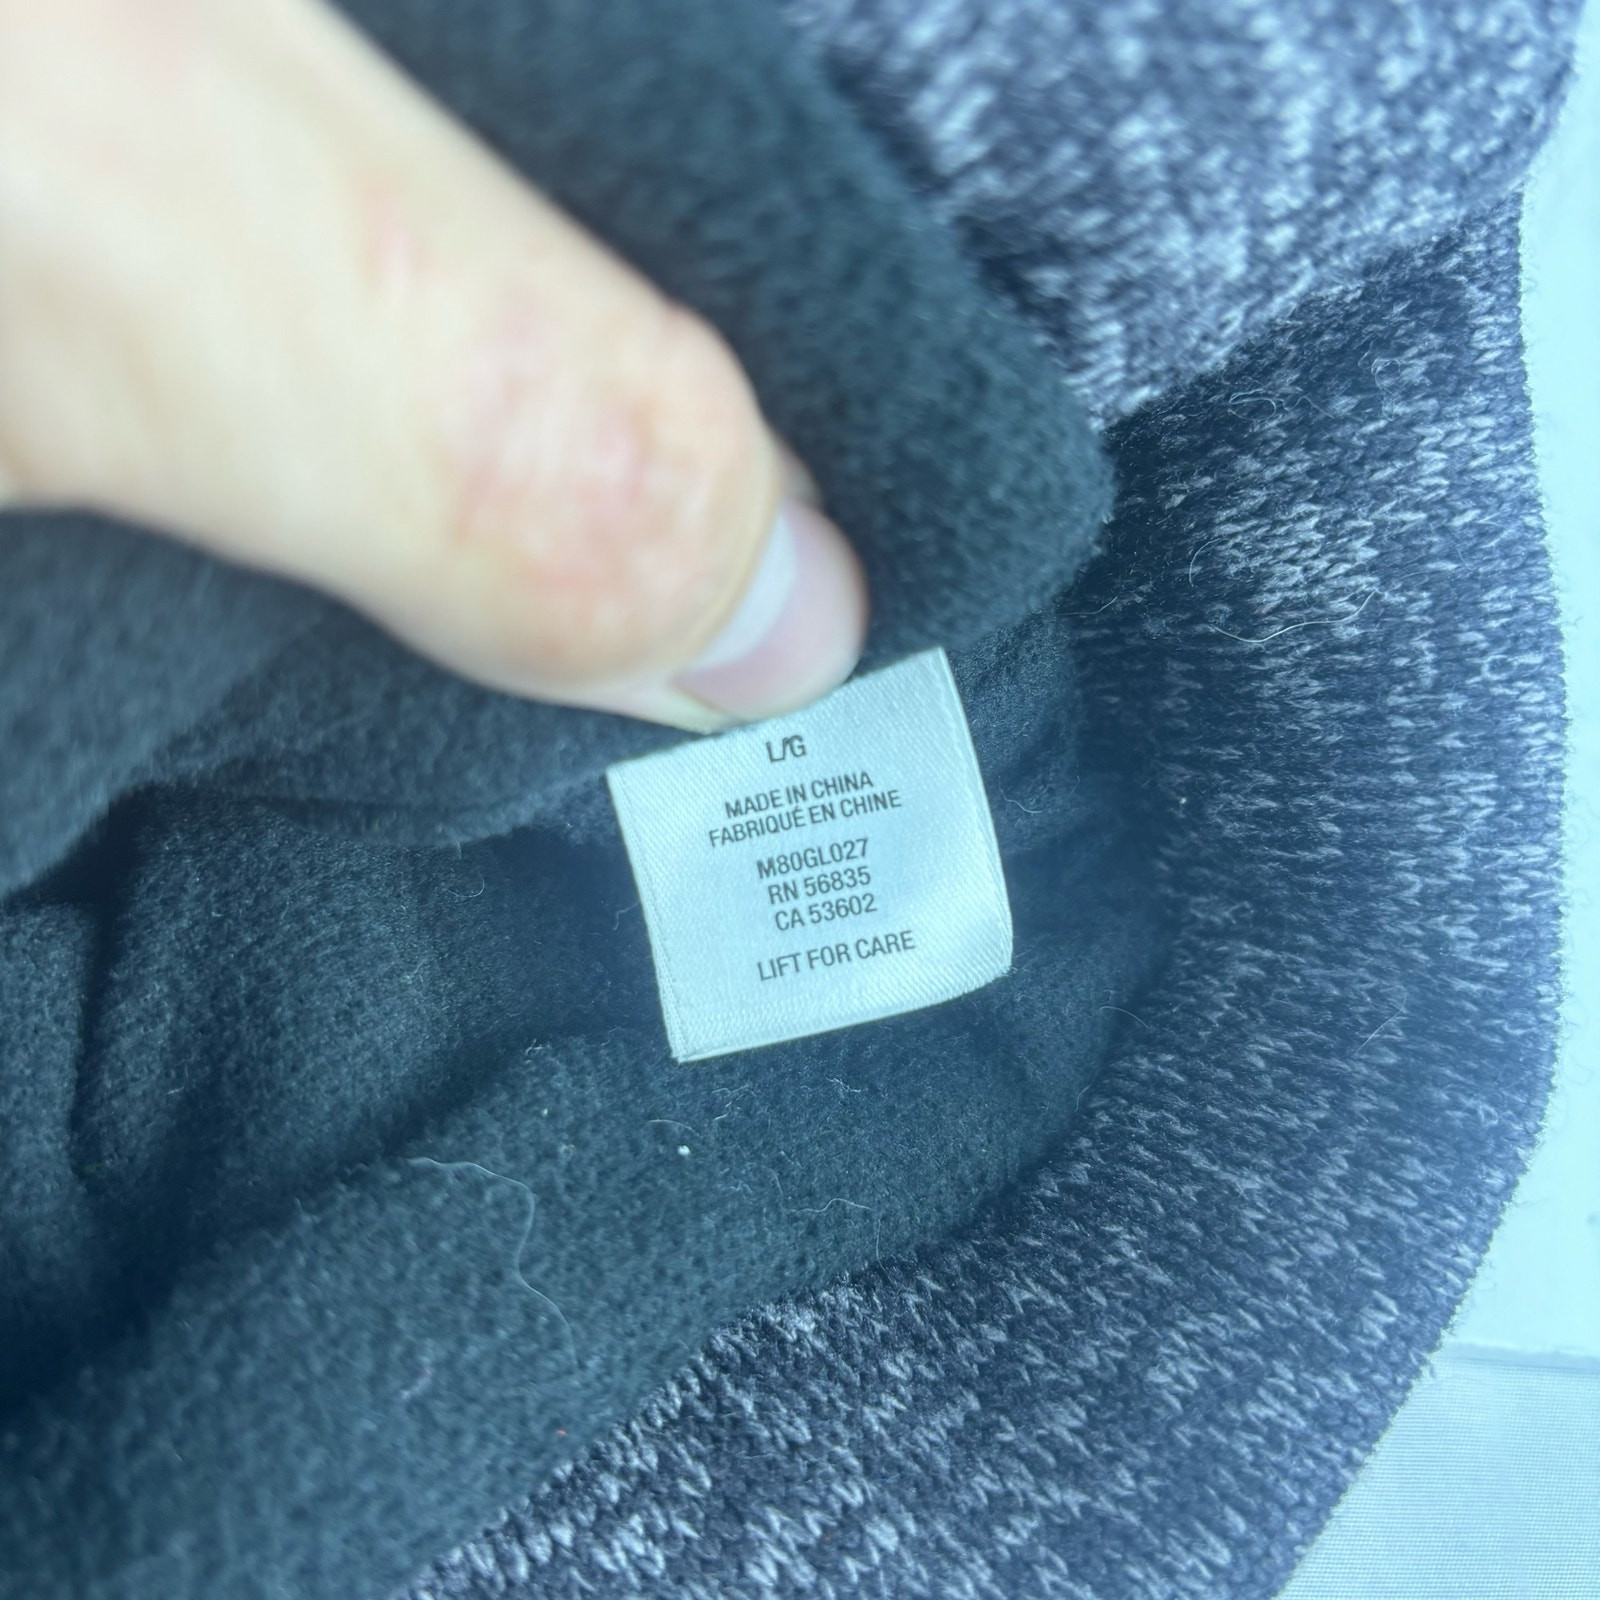 L/G
MADE IN CHINA
FABRIQUÉ EN CHINE
M80GL027
RN 56835
CA 53602
LIFT FOR CARE